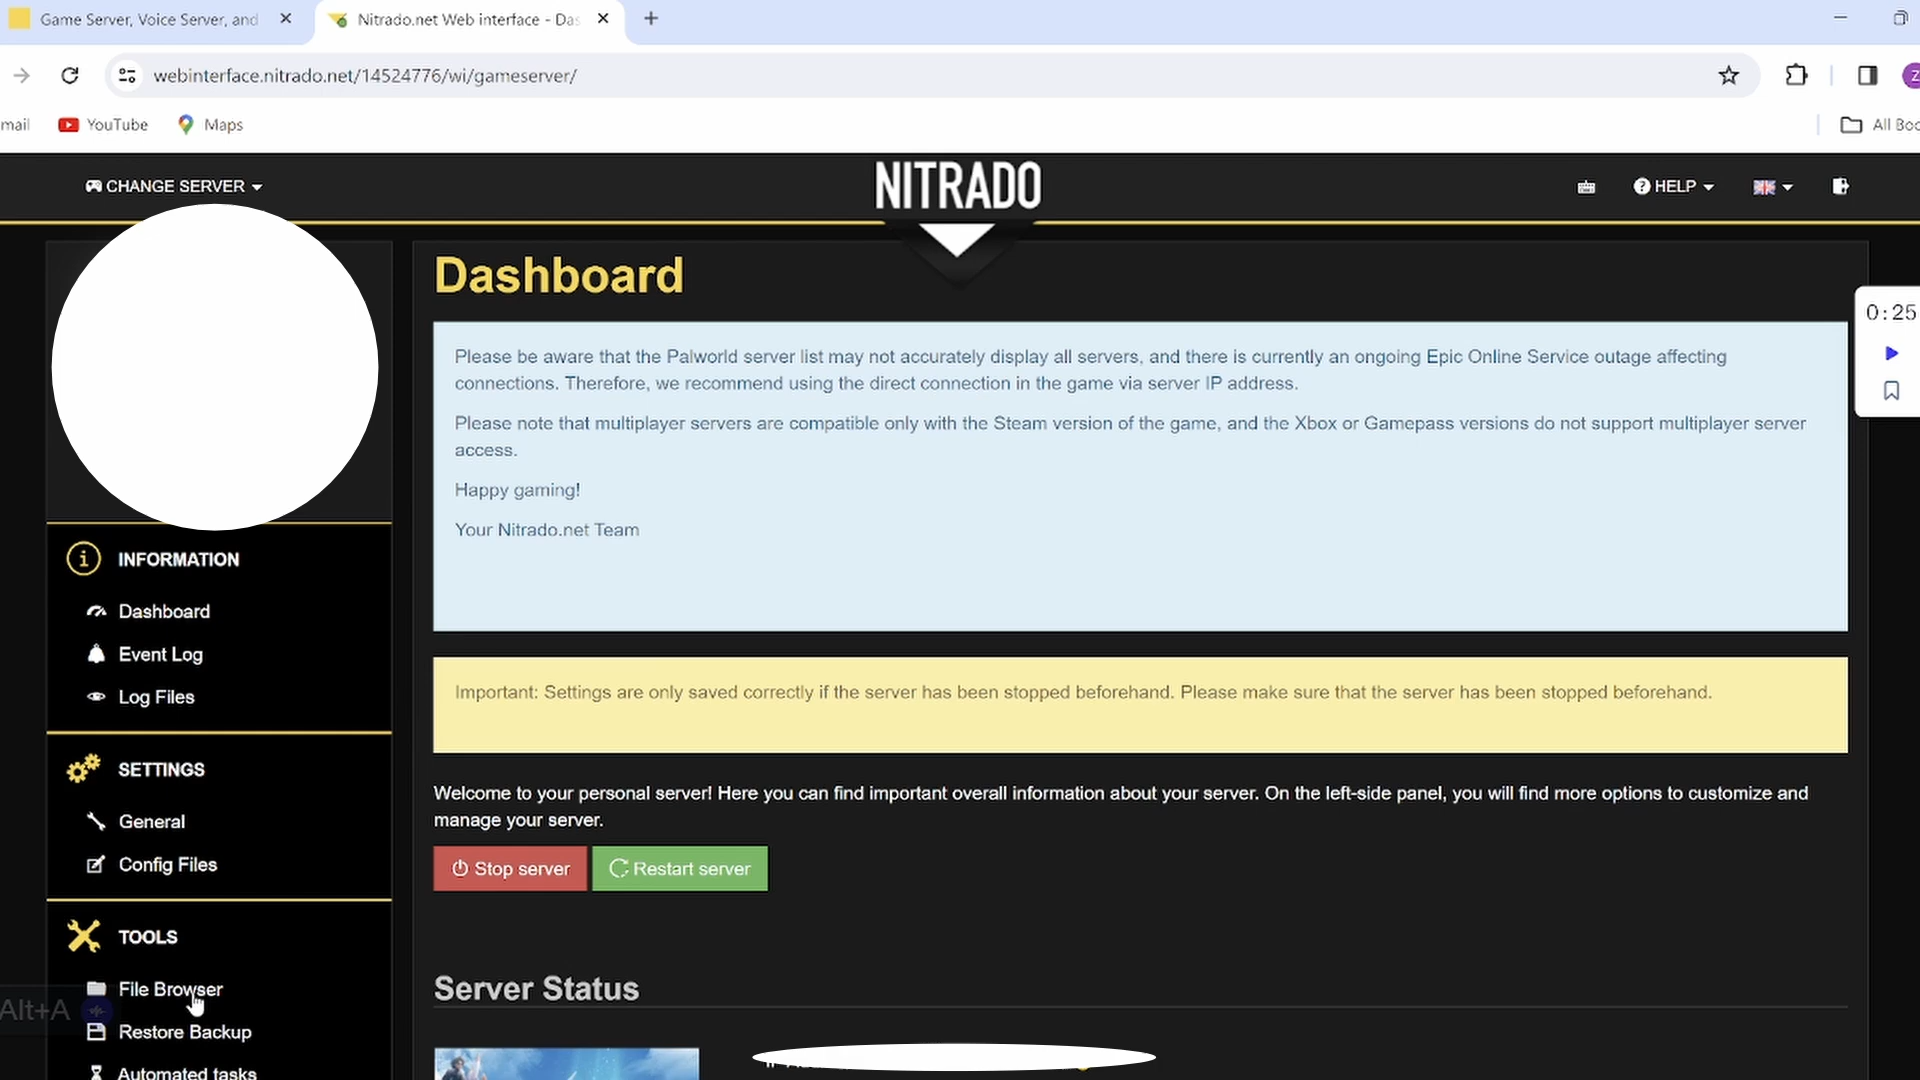 Game Server, Voice Server, and
Nitrado.net Web interface - Das
webinterface.nitrado.net/14524776/wi/gameserver/
Z
mail
YouTube
Maps
All Boo
CHANGE SERVER
NITRADO
HELP
Dashboard
Please be aware that the Palworld server list may not accurately display all servers, and there is currently an ongoing Epic Online Service outage affecting
connections. Therefore, we recommend using the direct connection in the game via server IP address.
Please note that multiplayer servers are compatible only with the Steam version of the game, and the Xbox or Gamepass versions do not support multiplayer server
access.
Happy gaming!
Your Nitrado.net Team
0:25
INFORMATION
Dashboard
Event Log
Log Files
Important: Settings are only saved correctly if the server has been stopped beforehand. Please make sure that the server has been stopped beforehand.
SETTINGS
General
Config Files
Welcome to your personal server! Here you can find important overall information about your server. On the left-side panel, you will find more options to customize and
manage your server.
Stop server
Restart server
TOOLS
File Browser
Alt+A
Restore Backup
Automated tasks
Server Status